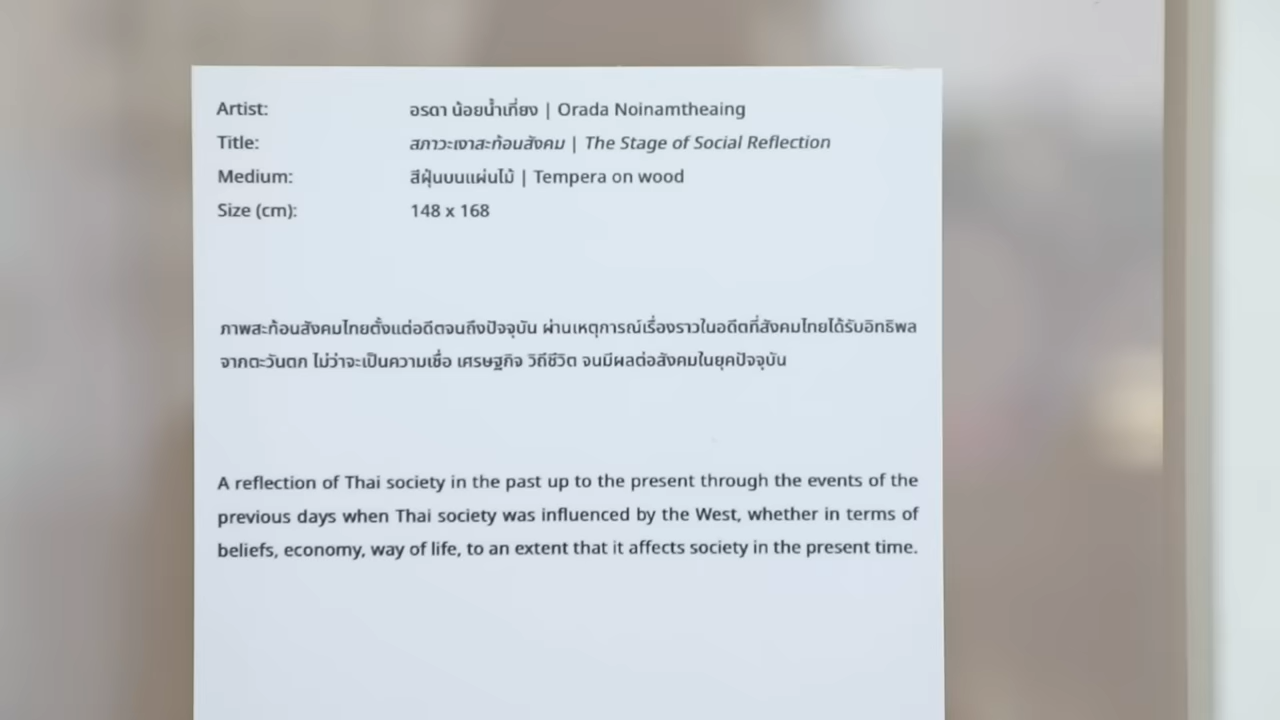 Artist: อรดา น้อยน้ำเที่ยง | Orada Noinamtheaing
Title: สภาวะเงาสะท้อนสังคม | The Stage of Social Reflection
Medium: สีฝุ่นบนแผ่นไม้ | Tempera on wood
Size (cm): 148 x 168
ภาพสะท้อนสังคมไทยตั้งแต่อดีตจนถึงปัจจุบัน ผ่านเหตุการณ์เรื่องราวในอดีตที่สังคมไทยได้รับอิทธิพล
จากตะวันตก ไม่ว่าจะเป็นความเชื่อ เศรษฐกิจ วิถีชีวิต จนมีผลต่อสังคมในยุคปัจจุบัน
A reflection of Thai society in the past up to the present through the events of the
previous days when Thai society was influenced by the West, whether in terms of
beliefs, economy, way of life, to an extent that it affects society in the present time.